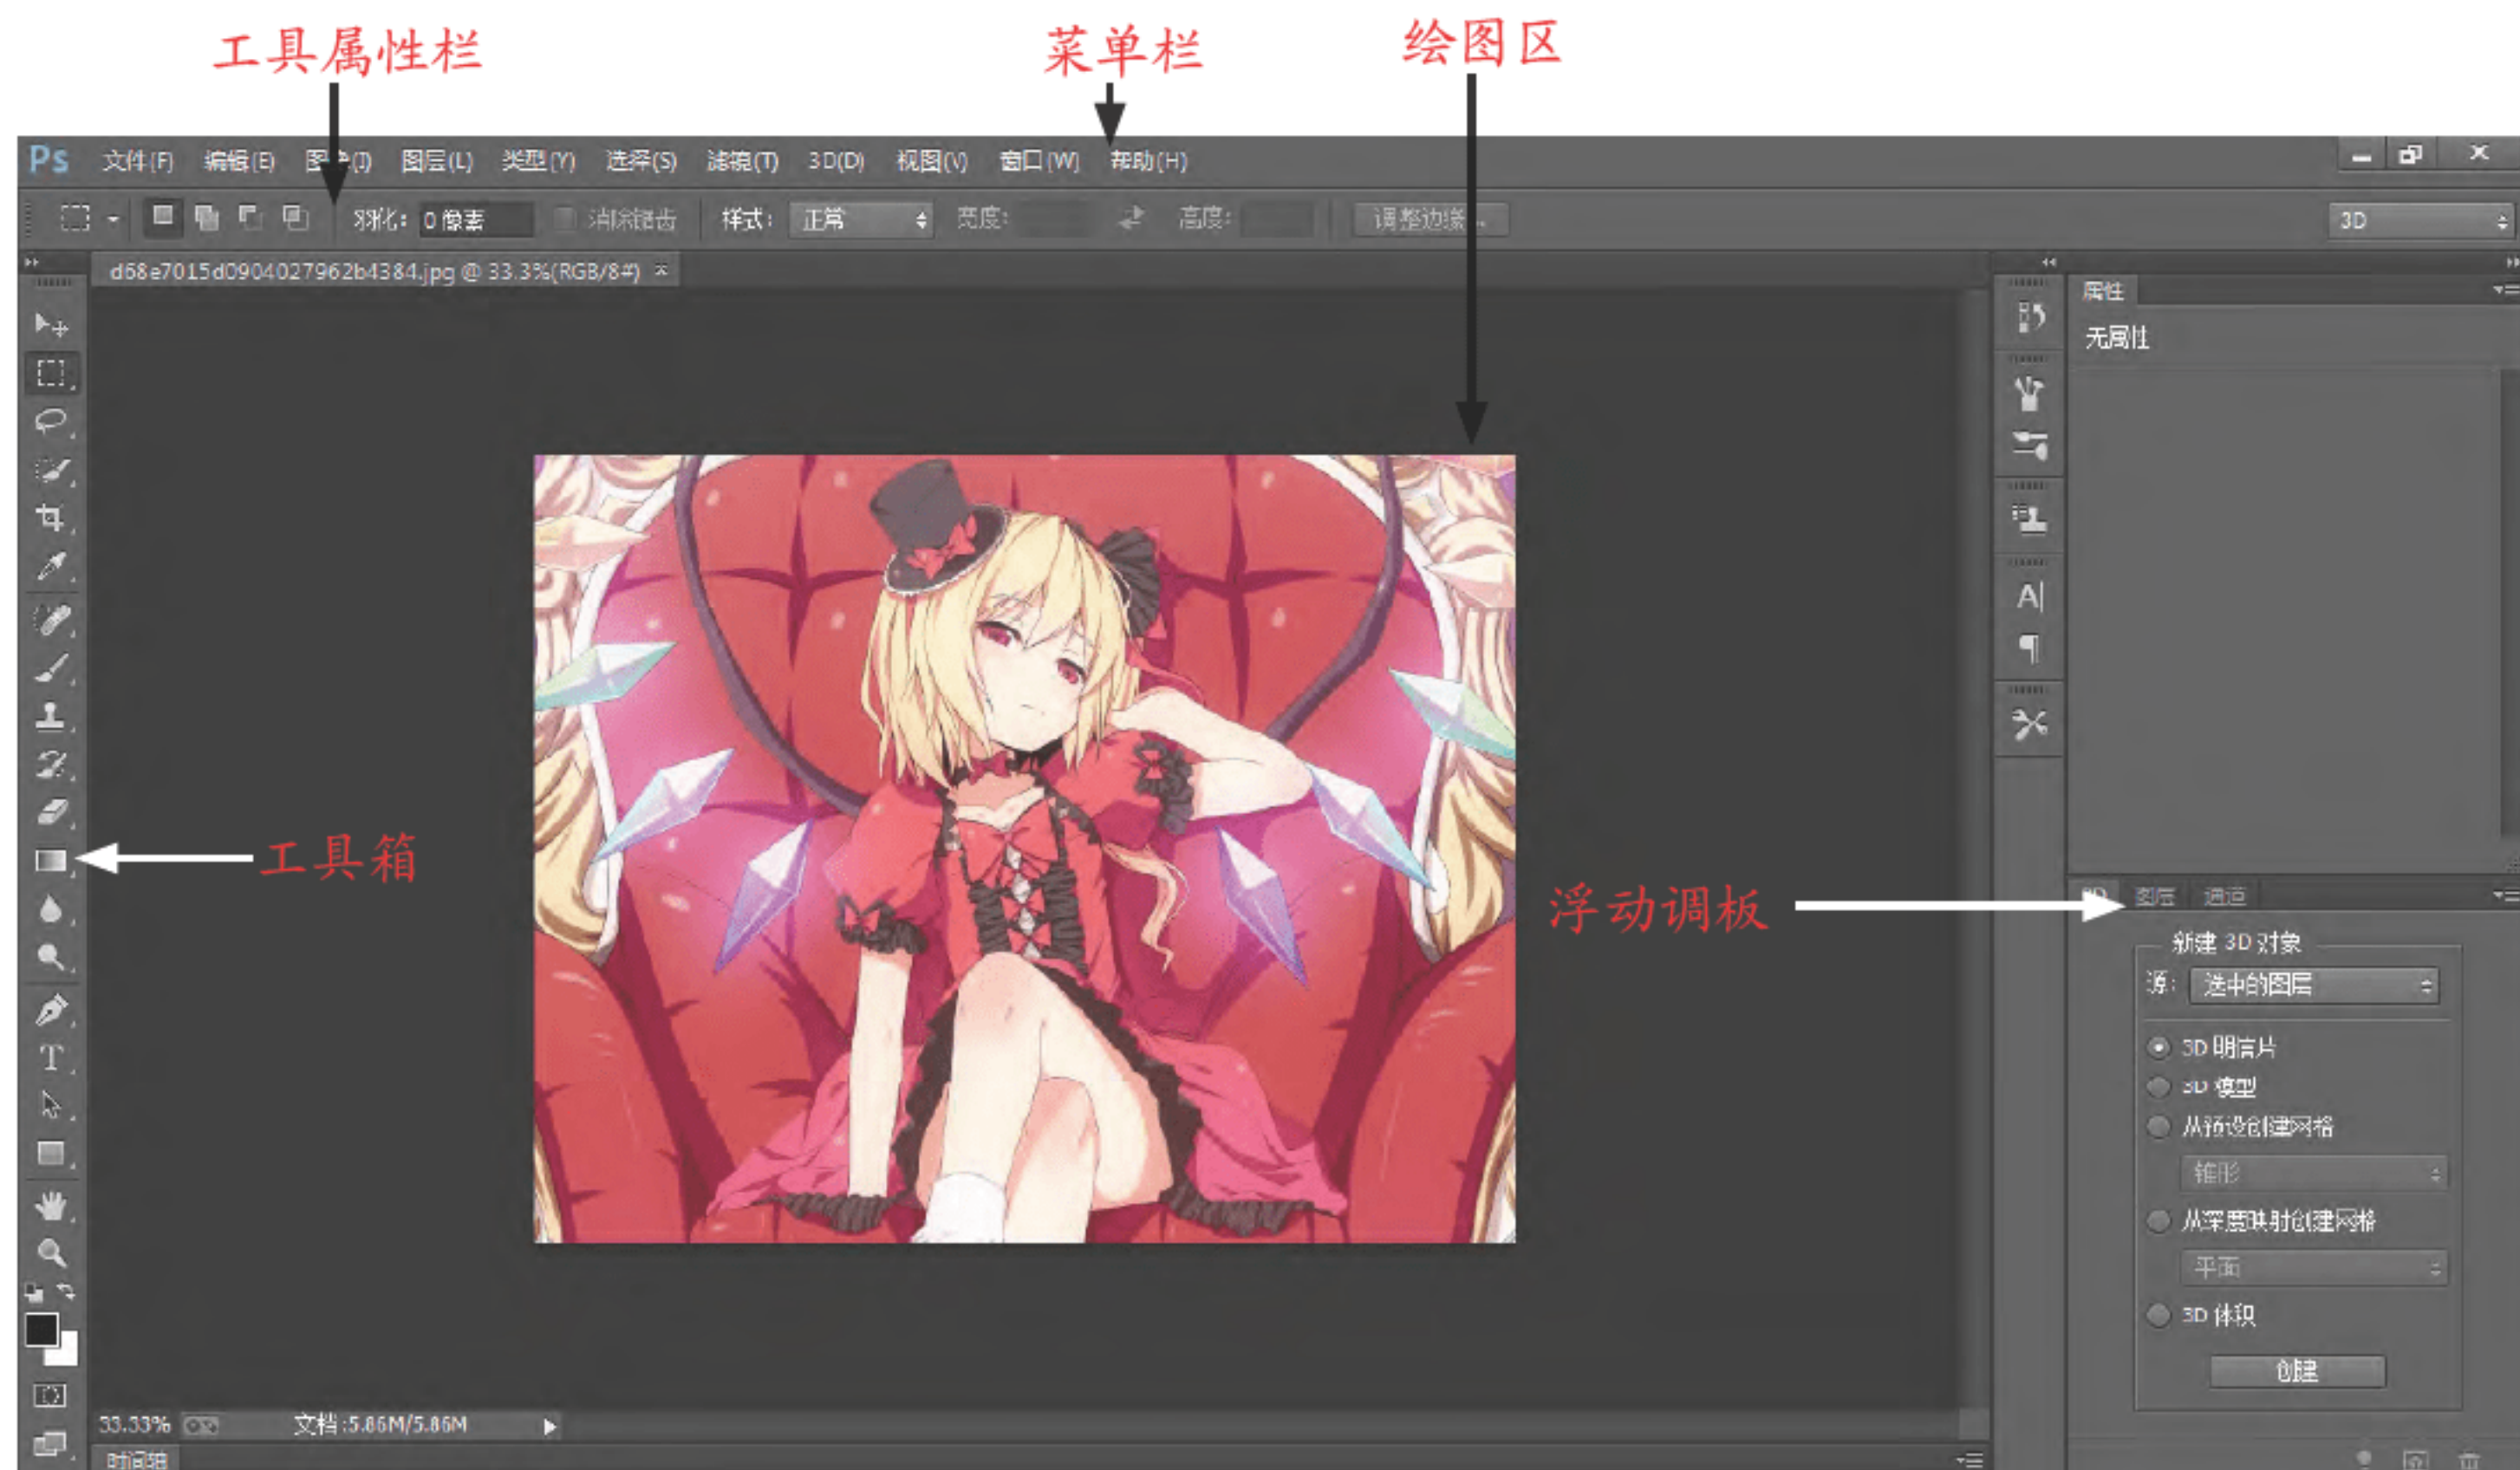 工具属性栏 菜单栏 绘图区
Ps 文件(F) 编辑(E) 图像(I) 图层(L) 类型(Y) 选择(S) 滤镜(T) 3D(D) 视图(V) 窗口(W) 帮助(H)
羽化: 0 像素 消除锯齿 样式: 正常 宽度: 高度: 调整边缘... 3D
d68e7015d0904027962b4384.jpg @ 33.3%(RGB/8#)
属性
无属性
工具箱
浮动调板
3D 图层 通道
新建 3D 对象
源: 选中的图层
3D 明信片
3D 模型
从预设创建网格
锥形
从深度映射创建网格
平面
3D 体积
创建
33.33% 文档:5.86M/5.86M
时间轴